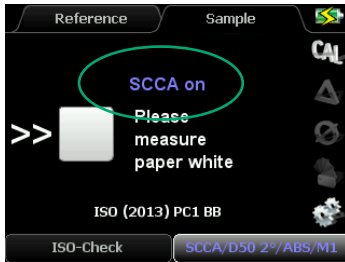 Reference
Sample
CAL
SCCA on
>>
Please
measure
paper white
ISO (2013) PC1 BB
ISO-Check
SCCA/D50 2°/ABS/M1